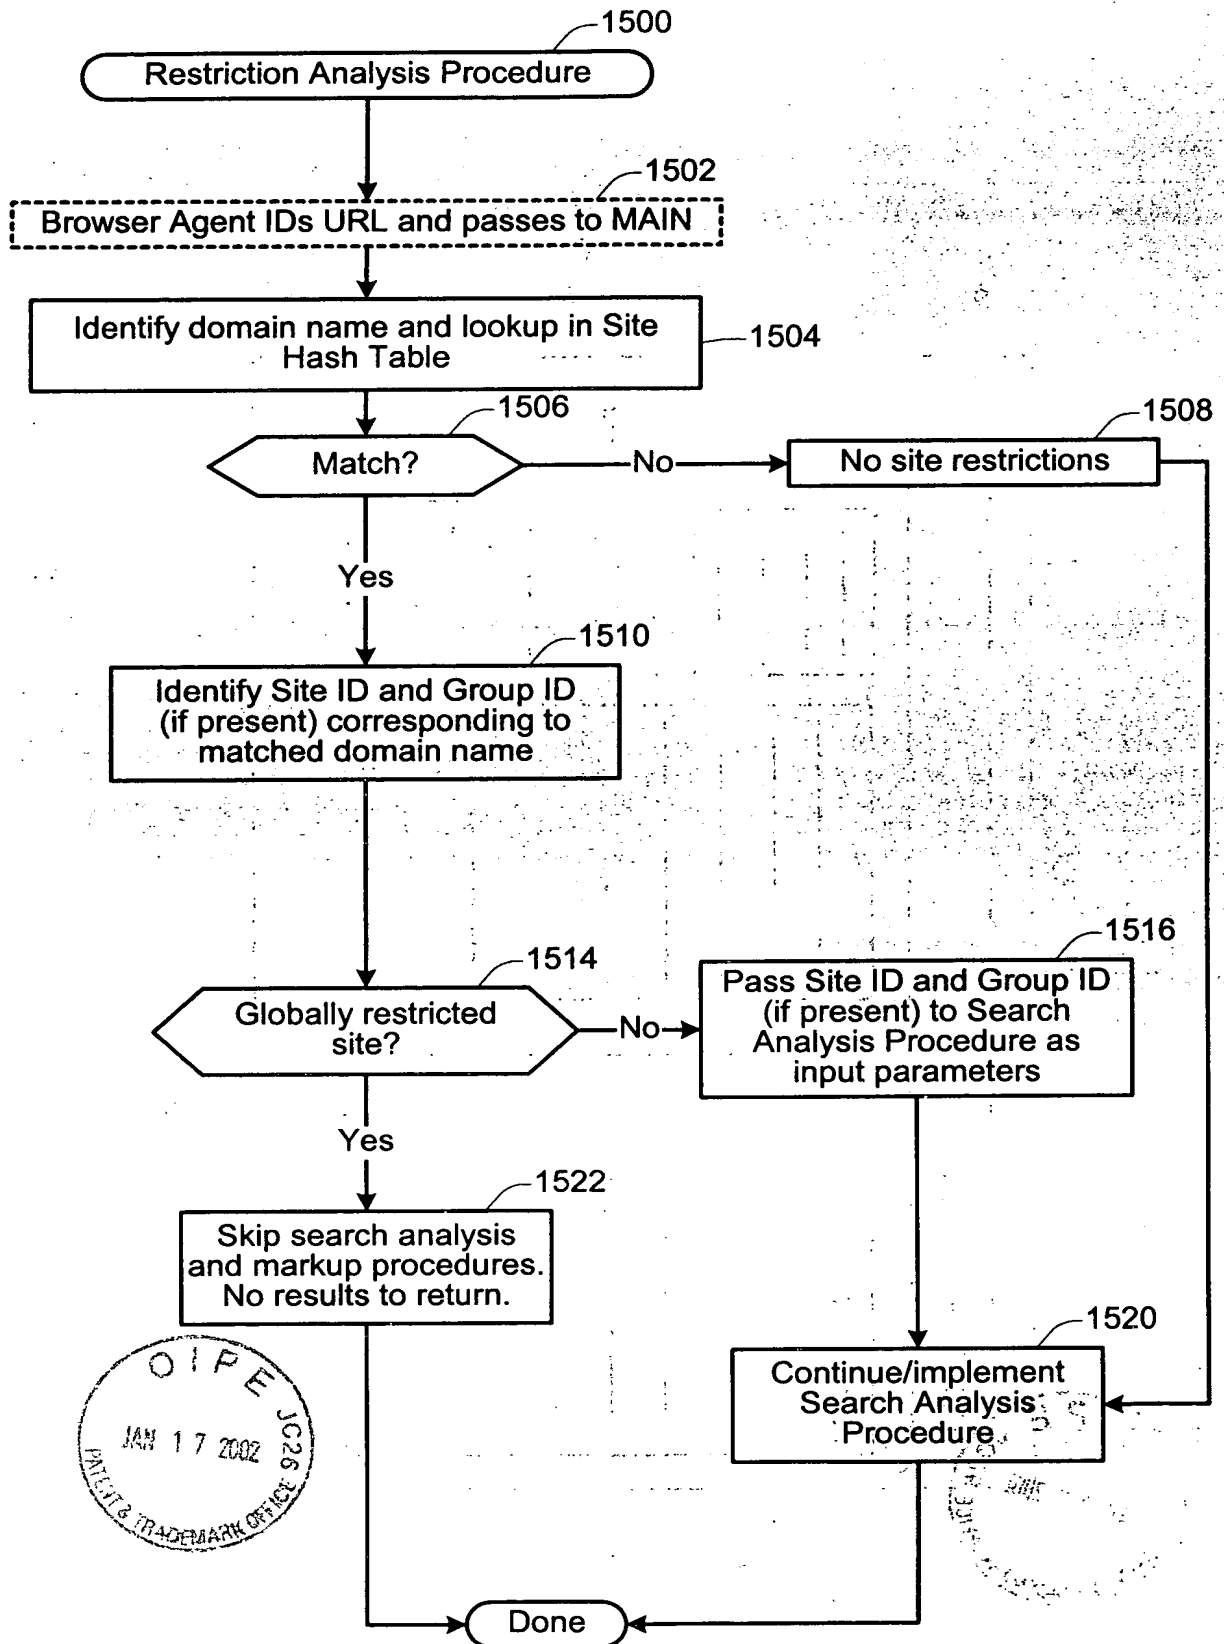 1500
Restriction Analysis Procedure
1502
Browser Agent IDs URL and passes to MAIN
Identify domain name and lookup in Site
Hash Table
1504
1506
Match?
No
1508
No site restrictions
Yes
1510
Identify Site ID and Group ID
(if present) corresponding to
matched domain name
1514
Globally restricted
site?
No
1516
Pass Site ID and Group ID
(if present) to Search
Analysis Procedure as
input parameters
Yes
1522
Skip search analysis
and markup procedures.
No results to return.
1520
Continue/implement
Search Analysis
Procedure
OIPE JC26
JAN 17 2002
PATENT & TRADEMARK OFFICE
Done